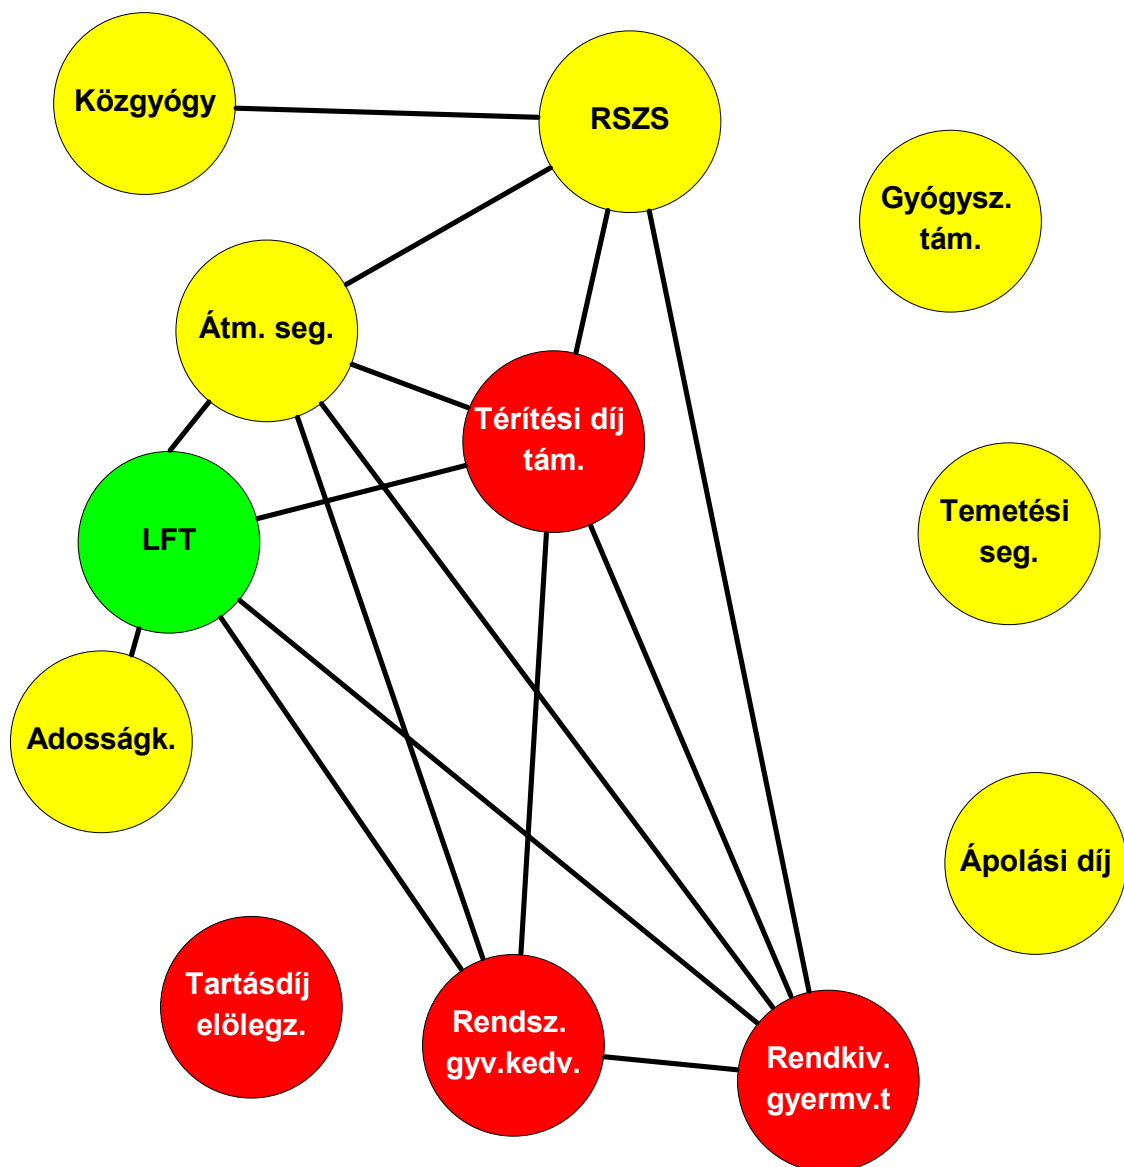 Közgyógy
RSZS
Gyógysz.
tám.
Átm. seg.
Térítési díj
tám.
LFT
Temetési
seg.
Adosságk.
Ápolási díj
Tartásdíj
elölegz.
Rendsz.
gyv.kedv.
Rendkiv.
gyermv.t